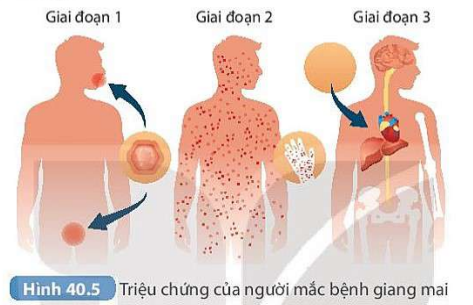 Giai đoạn 1 Giai đoạn 2 Giai đoạn 3
Hình 40.5 Triệu chứng của người mắc bệnh giang mai